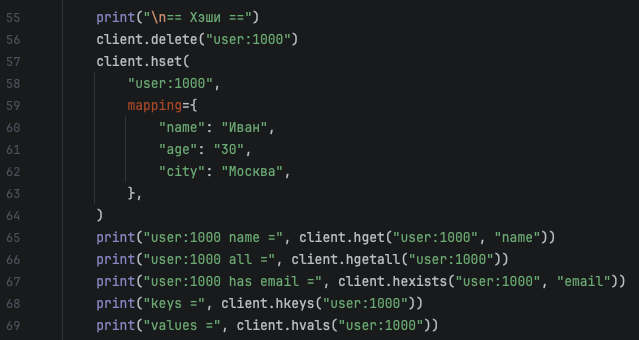 55 print("\n== Хэши ==")
56 client.delete("user:1000")
57 client.hset(
58 "user:1000",
59 mapping={
60 "name": "Иван",
61 "age": "30",
62 "city": "Москва",
63 },
64 )
65 print("user:1000 name =", client.hget("user:1000", "name"))
66 print("user:1000 all =", client.hgetall("user:1000"))
67 print("user:1000 has email =", client.hexists("user:1000", "email"))
68 print("keys =", client.hkeys("user:1000"))
69 print("values =", client.hvals("user:1000"))